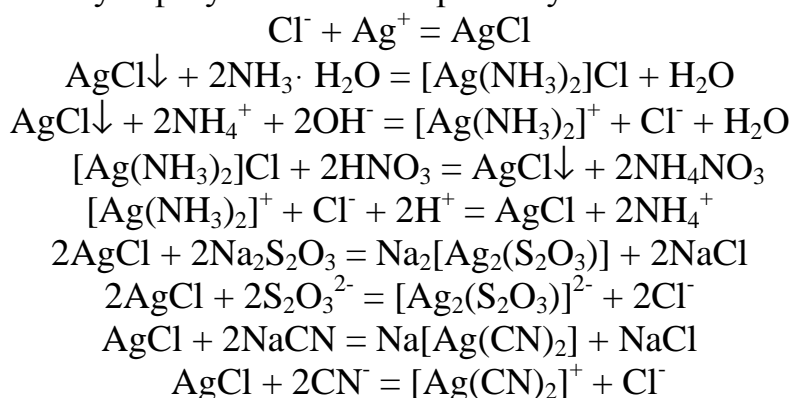 Cl⁻ + Ag⁺ = AgCl
AgCl↓ + 2NH₃· H₂O = [Ag(NH₃)₂]Cl + H₂O
AgCl↓ + 2NH₄⁺ + 2OH⁻ = [Ag(NH₃)₂]⁺ + Cl⁻ + H₂O
[Ag(NH₃)₂]Cl + 2HNO₃ = AgCl↓ + 2NH₄NO₃
[Ag(NH₃)₂]⁺ + Cl⁻ + 2H⁺ = AgCl + 2NH₄⁺
2AgCl + 2Na₂S₂O₃ = Na₂[Ag₂(S₂O₃)] + 2NaCl
2AgCl + 2S₂O₃²⁻ = [Ag₂(S₂O₃)]²⁻ + 2Cl⁻
AgCl + 2NaCN = Na[Ag(CN)₂] + NaCl
AgCl + 2CN⁻ = [Ag(CN)₂]⁺ + Cl⁻